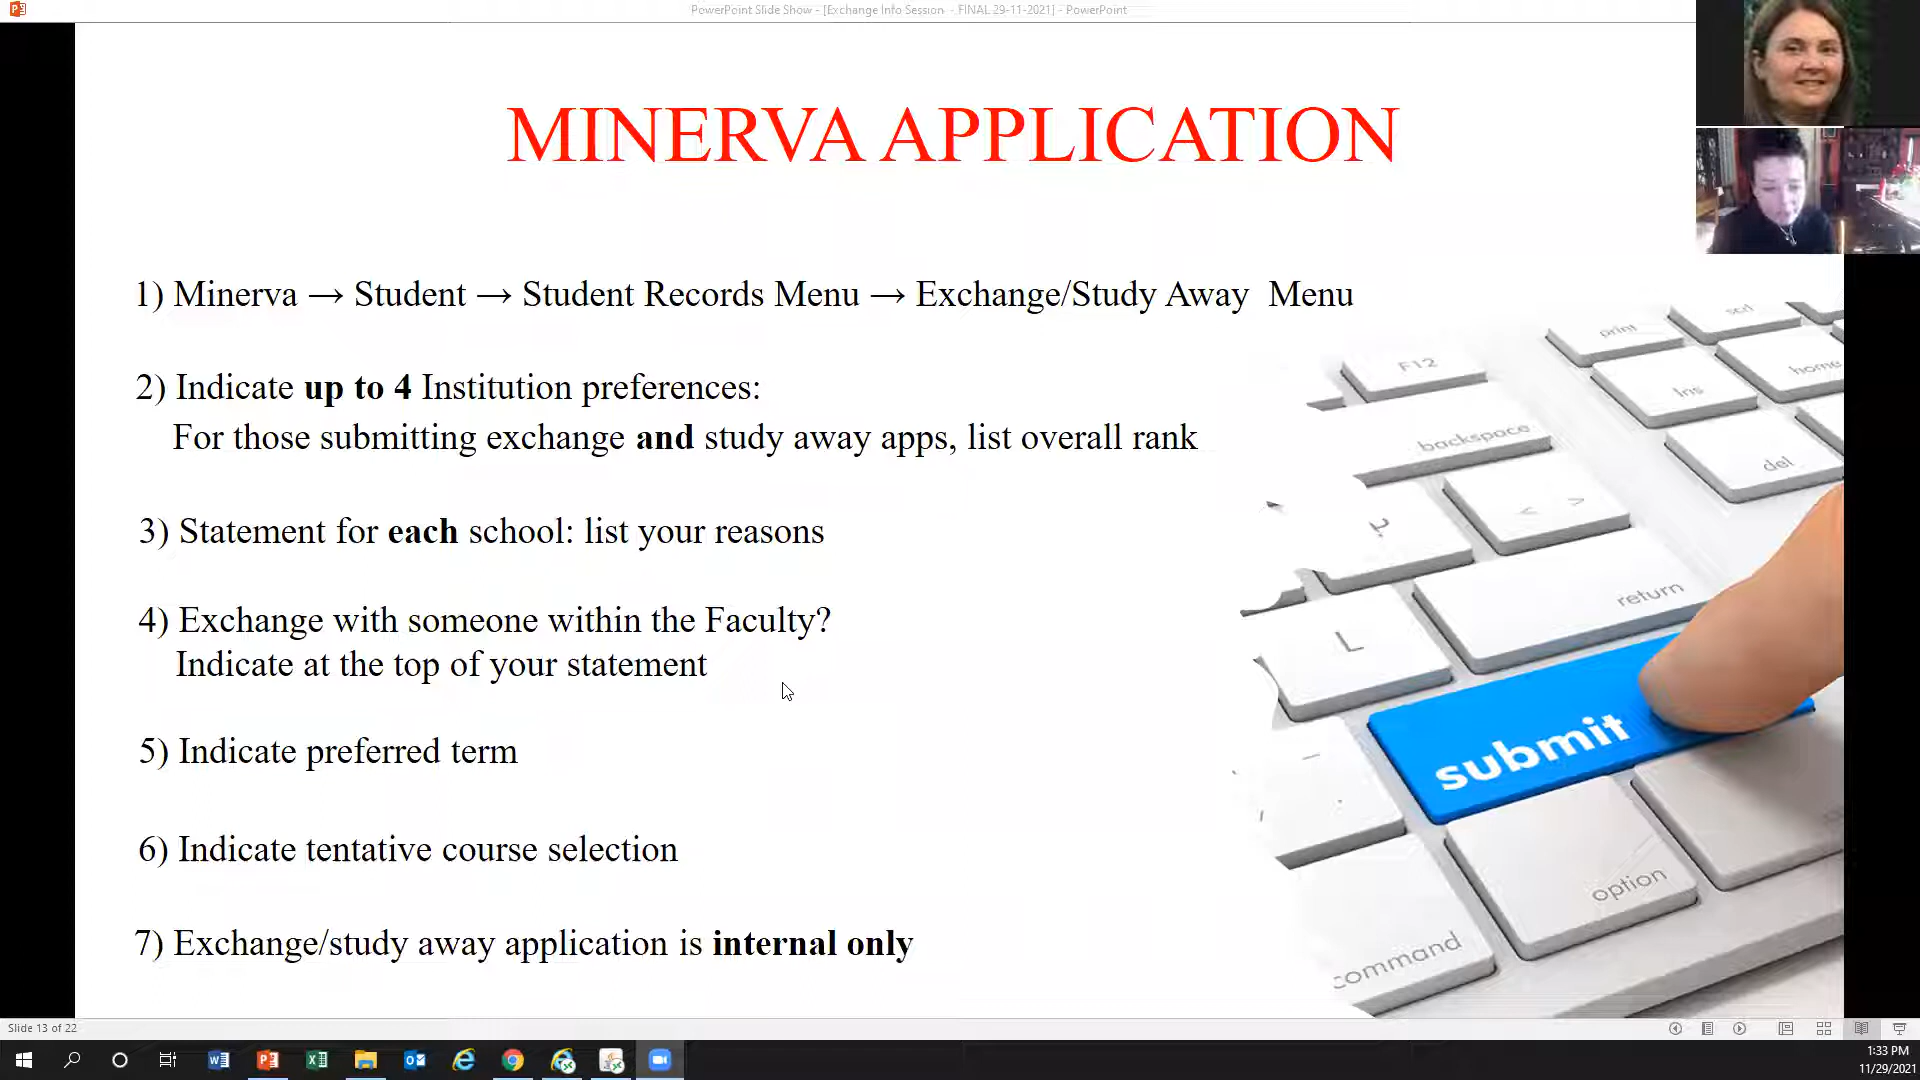 PowerPoint Slide Show - [Exchange Info Session - FINAL 29-11-2021] - PowerPoint
MINERVA APPLICATION
1) Minerva → Student → Student Records Menu → Exchange/Study Away Menu
2) Indicate up to 4 Institution preferences:
For those submitting exchange and study away apps, list overall rank
3) Statement for each school: list your reasons
4) Exchange with someone within the Faculty?
Indicate at the top of your statement
5) Indicate preferred term
6) Indicate tentative course selection
7) Exchange/study away application is internal only
print
scrl
F12
Ins
home
backspace
del
return
L
submit
option
command
Slide 13 of 22
1:33 PM
11/29/2021